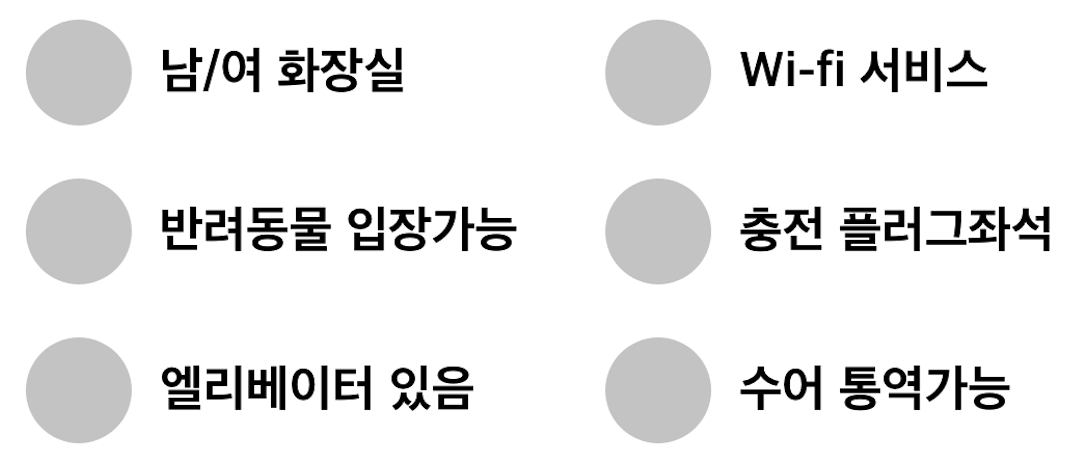 남/여 화장실
Wi-fi 서비스
반려동물 입장가능
충전 플러그좌석
엘리베이터 있음
수어 통역가능